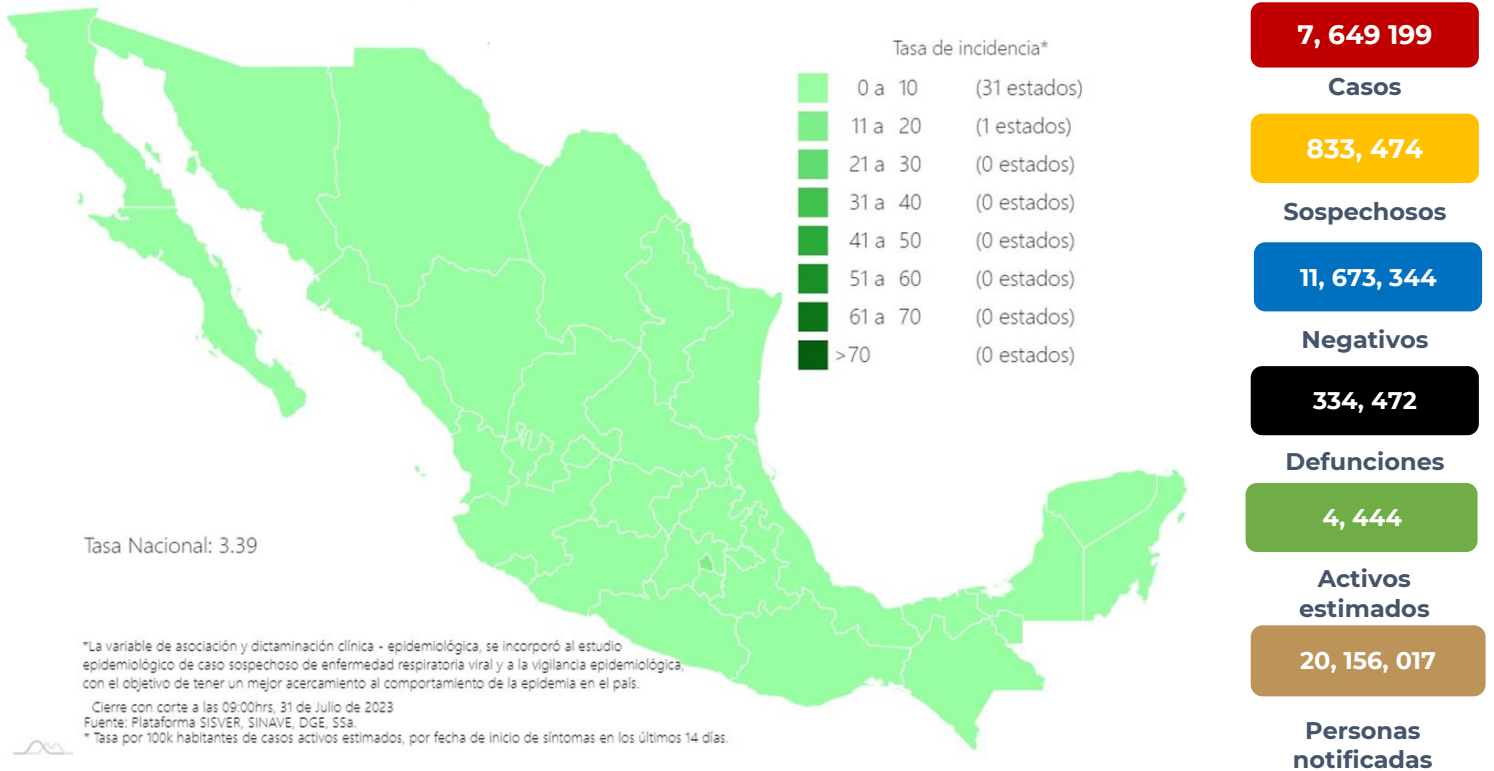 Tasa de incidencia*
0 a 10 (31 estados)
11 a 20 (1 estados)
21 a 30 (0 estados)
31 a 40 (0 estados)
41 a 50 (0 estados)
51 a 60 (0 estados)
61 a 70 (0 estados)
>70 (0 estados)
Tasa Nacional: 3.39
*La variable de asociación y dictaminación clínica - epidemiológica, se incorporó al estudio
epidemiológico de caso sospechoso de enfermedad respiratoria viral y a la vigilancia epidemiológica,
con el objetivo de tener un mejor acercamiento al comportamiento de la epidemia en el país.
Cierre con corte a las 09:00hrs, 31 de Julio de 2023
Fuente: Plataforma SISVER, SINAVE, DGE, SSa.
* Tasa por 100k habitantes de casos activos estimados, por fecha de inicio de síntomas en los últimos 14 días.
7, 649 199
Casos
833, 474
Sospechosos
11, 673, 344
Negativos
334, 472
Defunciones
4, 444
Activos
estimados
20, 156, 017
Personas
notificadas